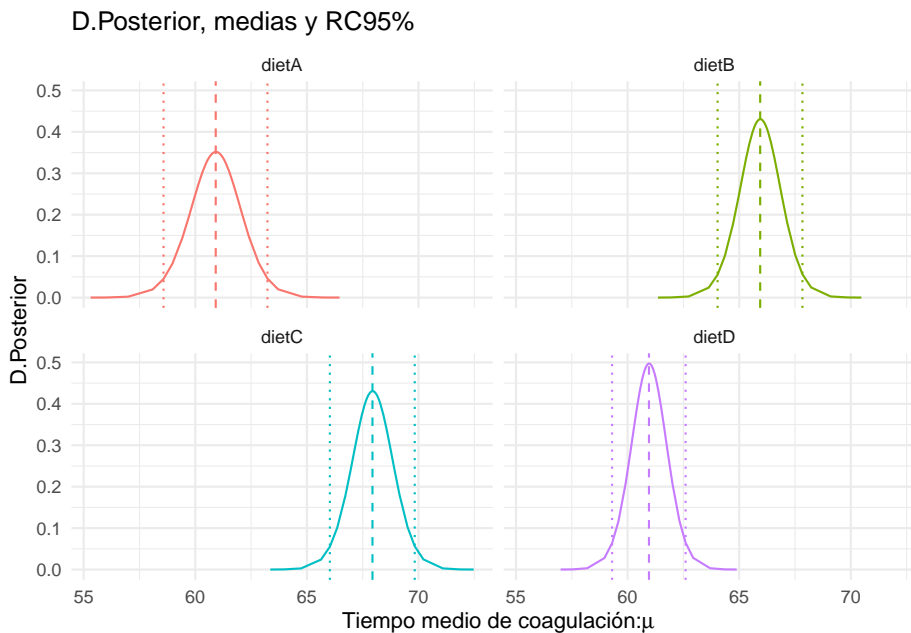 D.Posterior, medias y RC95%
dietA
dietB
0.5
0.4
0.3
0.2
0.1
0.0
D.Posterior
dietC
dietD
0.5
0.4
0.3
0.2
0.1
0.0
55 60 65 70 55 60 65 70
Tiempo medio de coagulación:μ